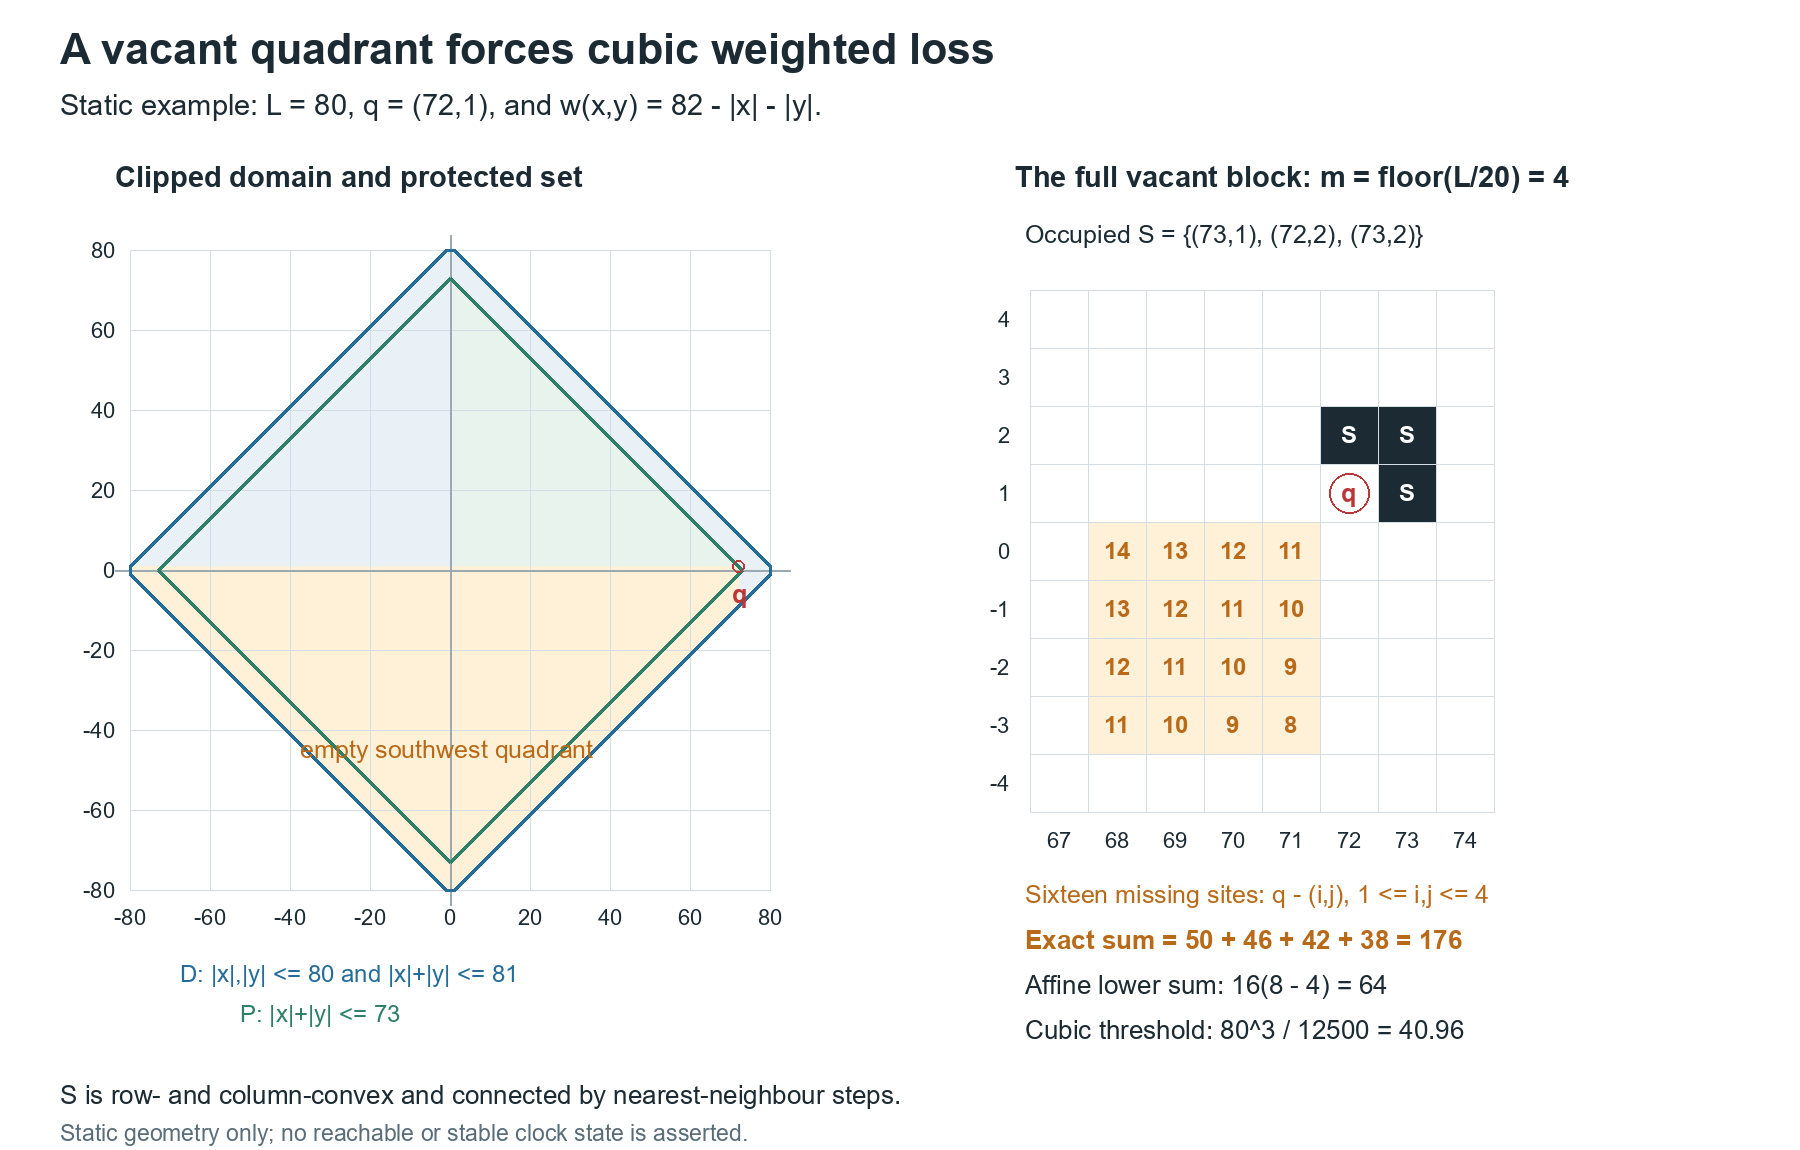 A vacant quadrant forces cubic weighted loss
Static example: L = 80, q = (72,1), and w(x,y) = 82 - |x| - |y|.
Clipped domain and protected set
80
60
40
20
0
-20
-40
-60
-80
-80 -60 -40 -20 0 20 40 60 80
q
empty southwest quadrant
D: |x|,|y| <= 80 and |x|+|y| <= 81
P: |x|+|y| <= 73
The full vacant block: m = floor(L/20) = 4
Occupied S = {(73,1), (72,2), (73,2)}
4
3
2 S S
1 q S
0 14 13 12 11
-1 13 12 11 10
-2 12 11 10 9
-3 11 10 9 8
-4
67 68 69 70 71 72 73 74
Sixteen missing sites: q - (i,j), 1 <= i,j <= 4
Exact sum = 50 + 46 + 42 + 38 = 176
Affine lower sum: 16(8 - 4) = 64
Cubic threshold: 80^3 / 12500 = 40.96
S is row- and column-convex and connected by nearest-neighbour steps.
Static geometry only; no reachable or stable clock state is asserted.